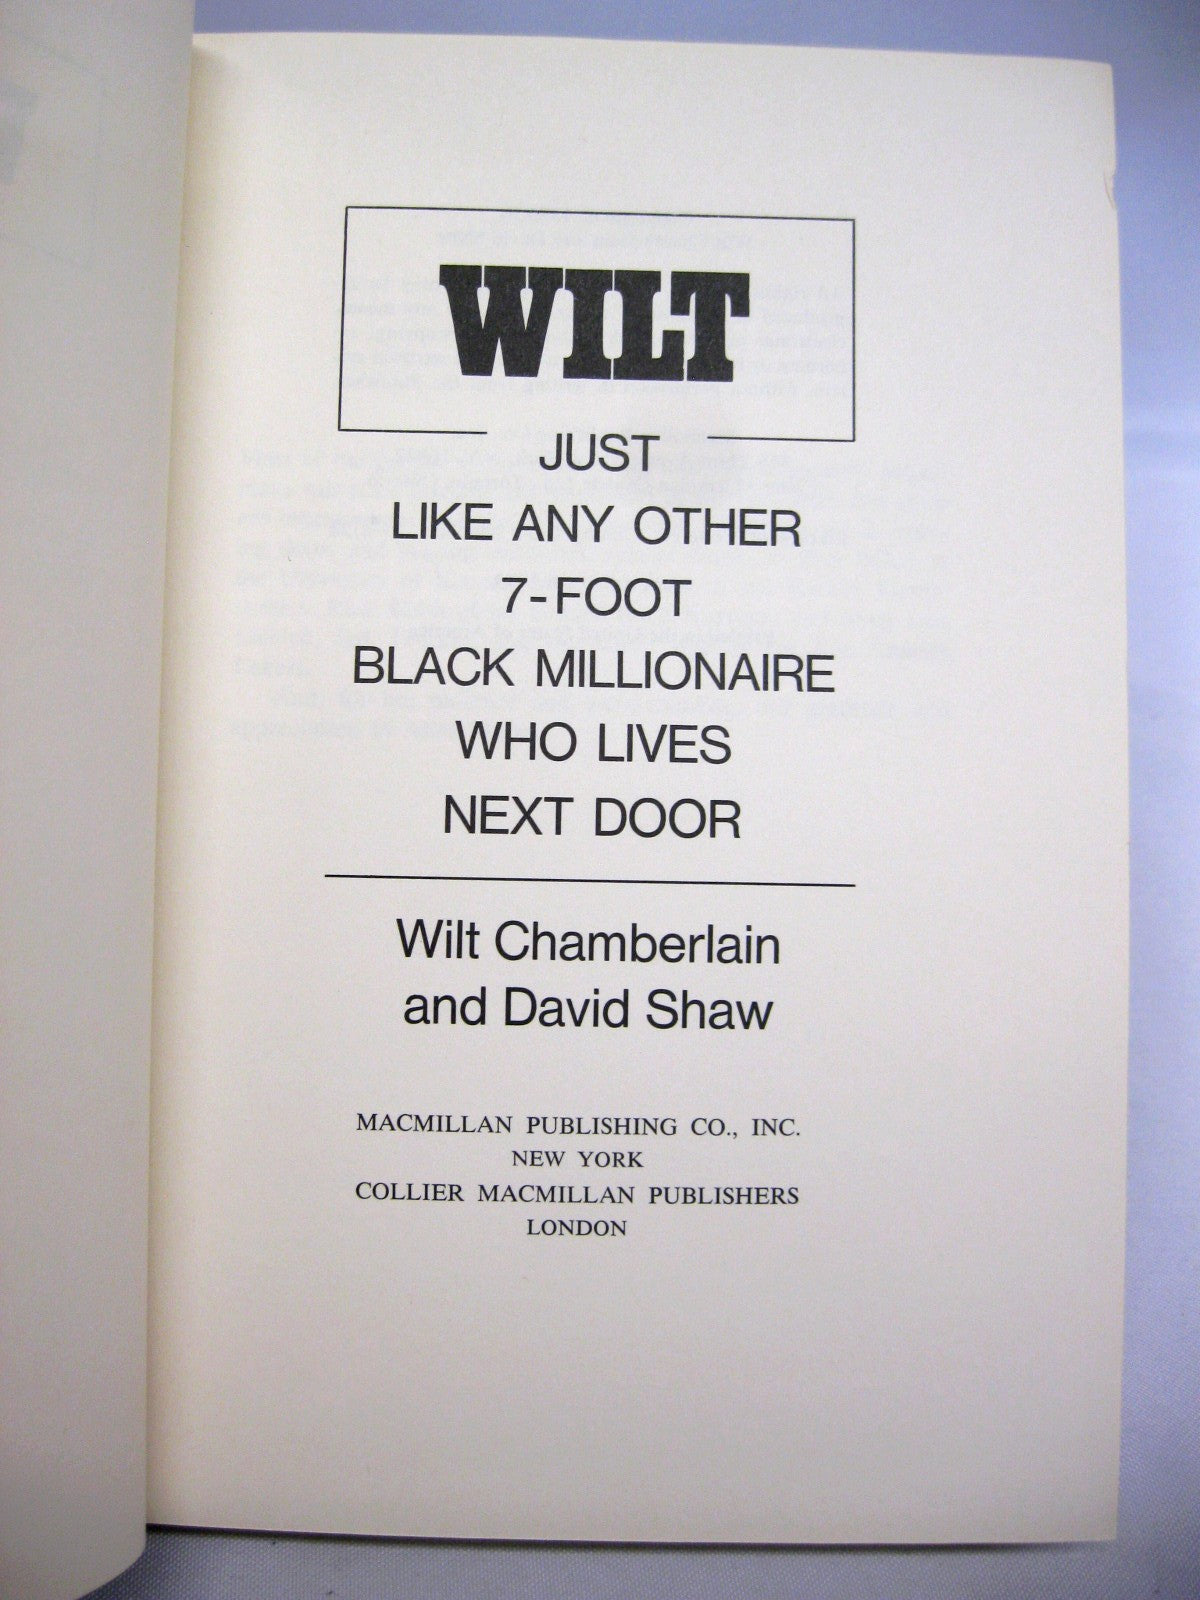 WILT
JUST
LIKE ANY OTHER
7-FOOT
BLACK MILLIONAIRE
WHO LIVES
NEXT DOOR
Wilt Chamberlain
and David Shaw
MACMILLAN PUBLISHING CO., INC.
NEW YORK
COLLIER MACMILLAN PUBLISHERS
LONDON